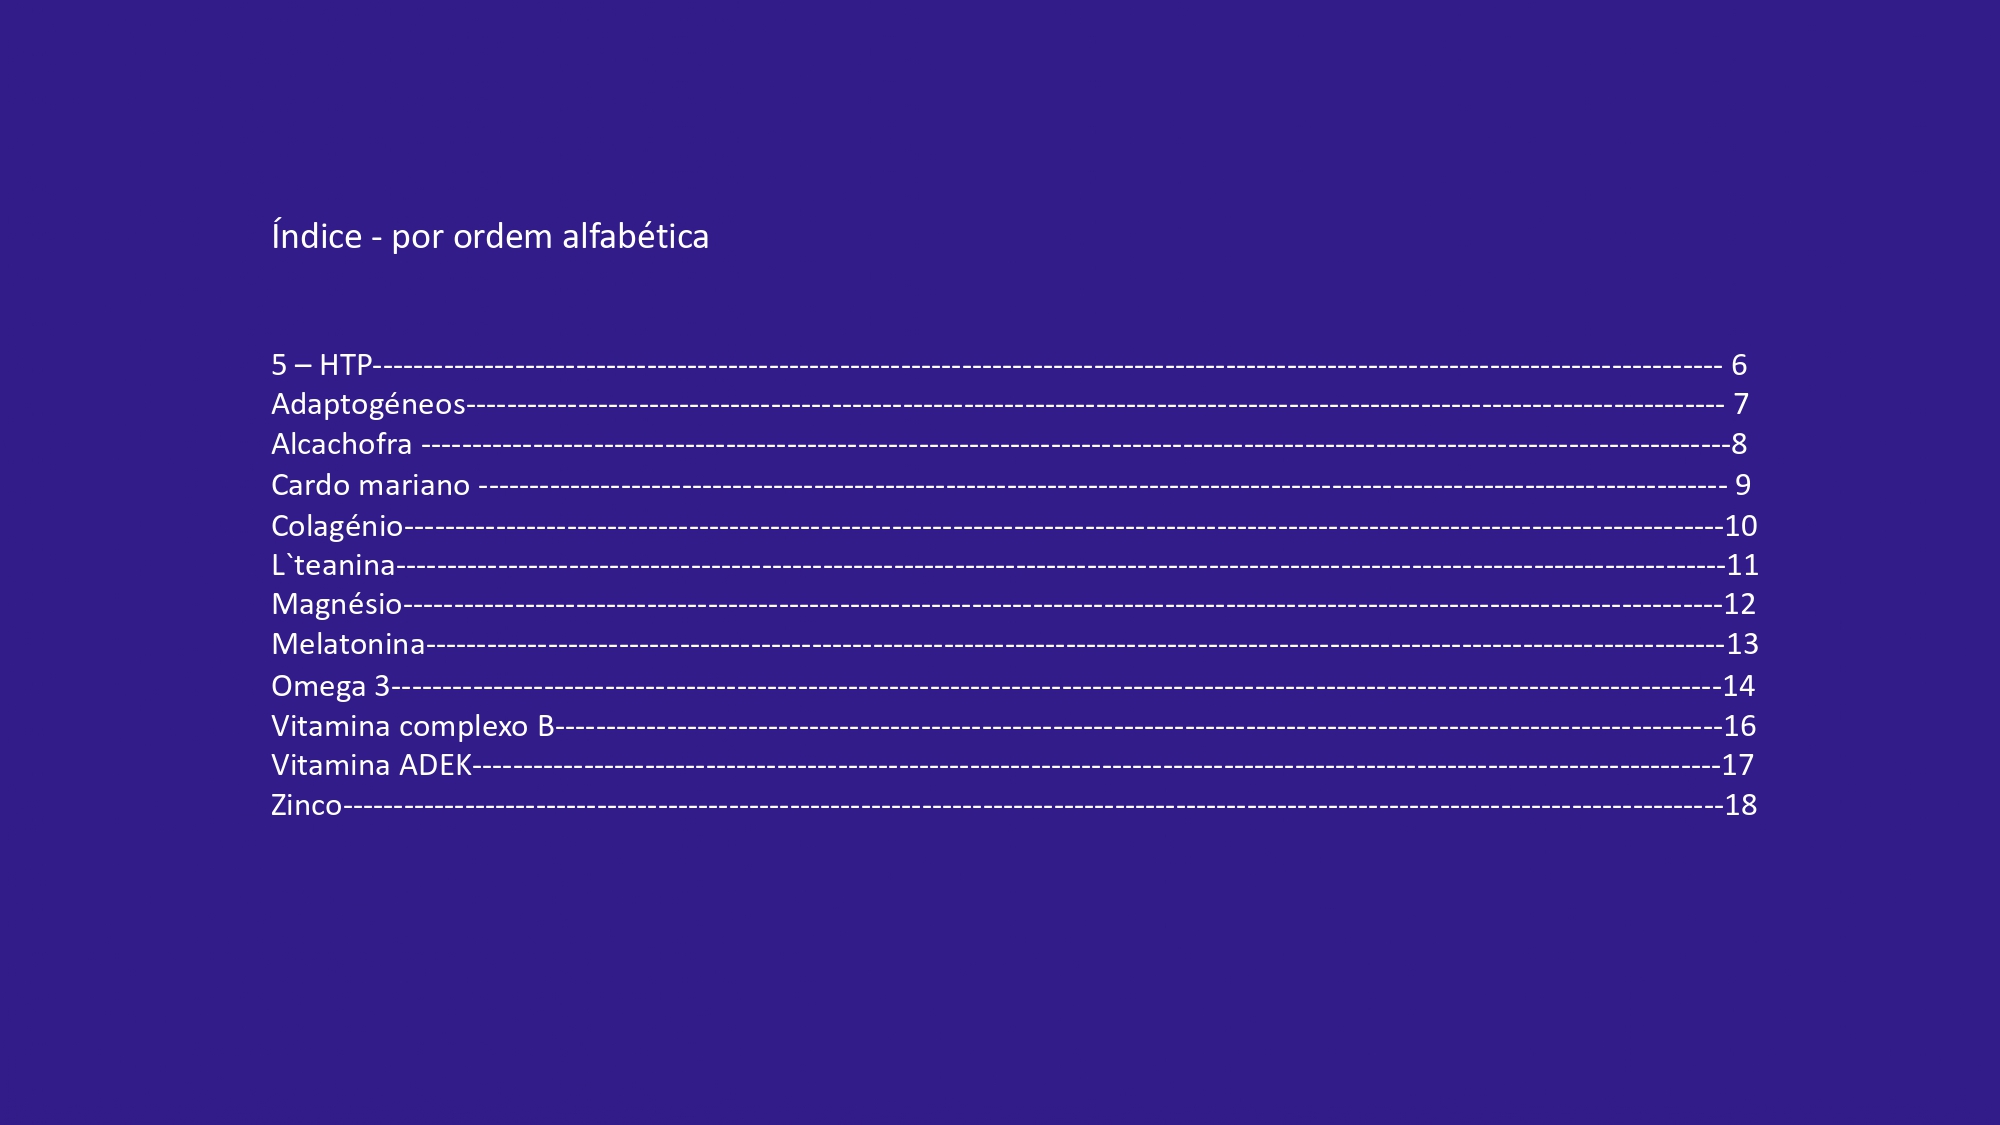 Índice - por ordem alfabética
5 – HTP--------------------------------------------------------------------------------------------------------------------------------------- 6
Adaptogéneos------------------------------------------------------------------------------------------------------------------------------ 7
Alcachofra -----------------------------------------------------------------------------------------------------------------------------------8
Cardo mariano ----------------------------------------------------------------------------------------------------------------------------- 9
Colagénio------------------------------------------------------------------------------------------------------------------------------------10
L`teanina-------------------------------------------------------------------------------------------------------------------------------------11
Magnésio------------------------------------------------------------------------------------------------------------------------------------12
Melatonina----------------------------------------------------------------------------------------------------------------------------------13
Omega 3-------------------------------------------------------------------------------------------------------------------------------------14
Vitamina complexo B---------------------------------------------------------------------------------------------------------------------16
Vitamina ADEK-----------------------------------------------------------------------------------------------------------------------------17
Zinco------------------------------------------------------------------------------------------------------------------------------------------18